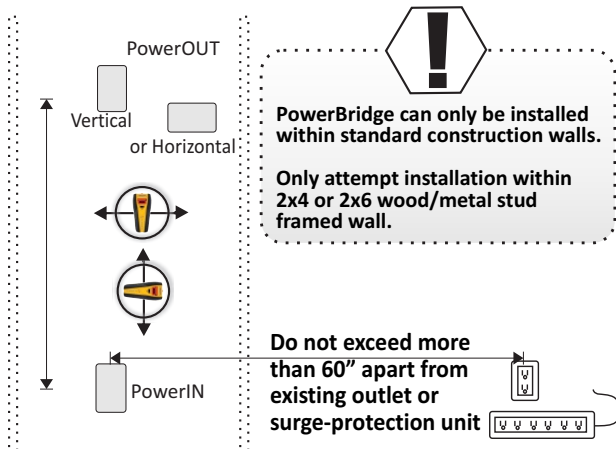 PowerOUT
Vertical
or Horizontal
PowerBridge can only be installed
within standard construction walls.
Only attempt installation within
2x4 or 2x6 wood/metal stud
framed wall.
Do not exceed more
than 60” apart from
existing outlet or
surge-protection unit
PowerIN